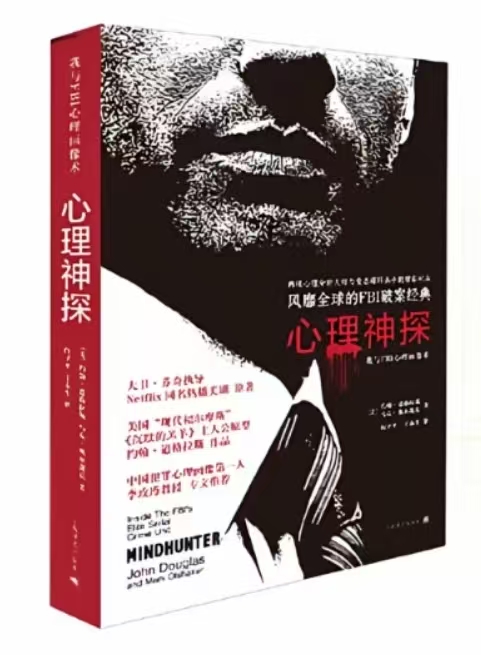 我与FBI心理画像术
心理神探
风靡全球的FBI破案经典
心理神探
我与FBI心理画像术
大卫·芬奇执导
Netflix同名热播美剧 原著
美国“现代福尔摩斯”
《沉默的羔羊》主人公原型
约翰·道格拉斯 作品
中国犯罪心理画像第一人
李玫瑾教授 专文推荐
Inside The FBI's
Elite Serial
Crime Unit
MINDHUNTER
John Douglas
and Mark Olshaker